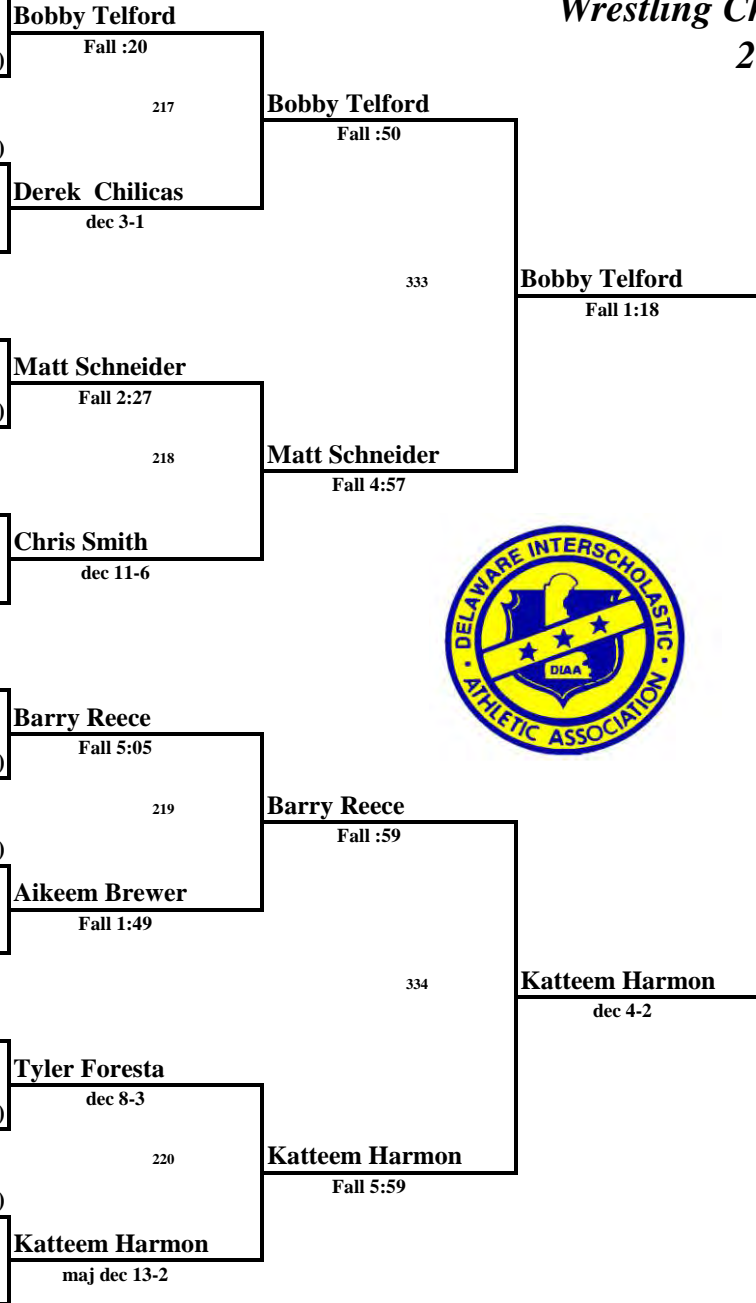 Wrestling
2
Bobby Telford
Fall :20
)
217
Bobby Telford
Fall :50
)
Derek Chilicas
dec 3-1
333
Bobby Telford
Fall 1:18
Matt Schneider
Fall 2:27
)
218
Matt Schneider
Fall 4:57
Chris Smith
dec 11-6
DELAWARE INTERSCHOLASTIC
ATHLETIC ASSOCIATION
DIAA
Barry Reece
Fall 5:05
)
219
Barry Reece
Fall :59
)
Aikeem Brewer
Fall 1:49
334
Katteem Harmon
dec 4-2
Tyler Foresta
dec 8-3
)
220
Katteem Harmon
Fall 5:59
)
Katteem Harmon
maj dec 13-2